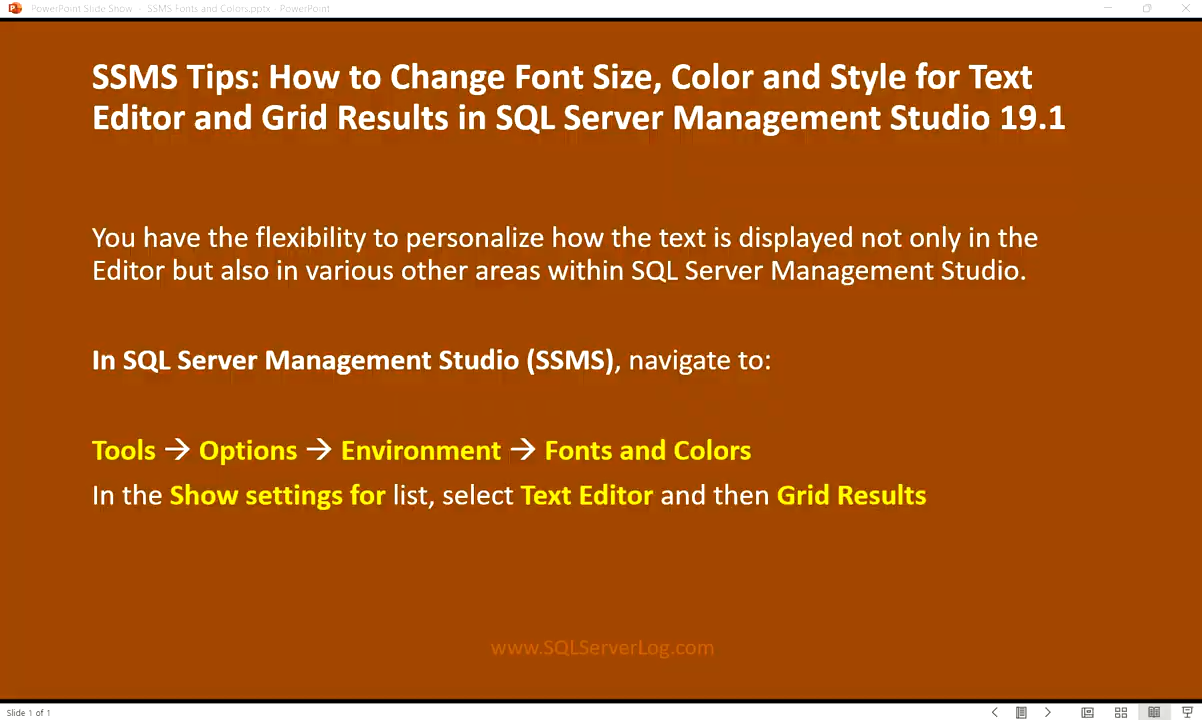 PowerPoint Slide Show - SSMS Fonts and Colors.pptx - PowerPoint
SSMS Tips: How to Change Font Size, Color and Style for Text
Editor and Grid Results in SQL Server Management Studio 19.1
You have the flexibility to personalize how the text is displayed not only in the
Editor but also in various other areas within SQL Server Management Studio.
In SQL Server Management Studio (SSMS), navigate to:
Tools → Options → Environment → Fonts and Colors
In the Show settings for list, select Text Editor and then Grid Results
www.SQLServerLog.com
Slide 1 of 1